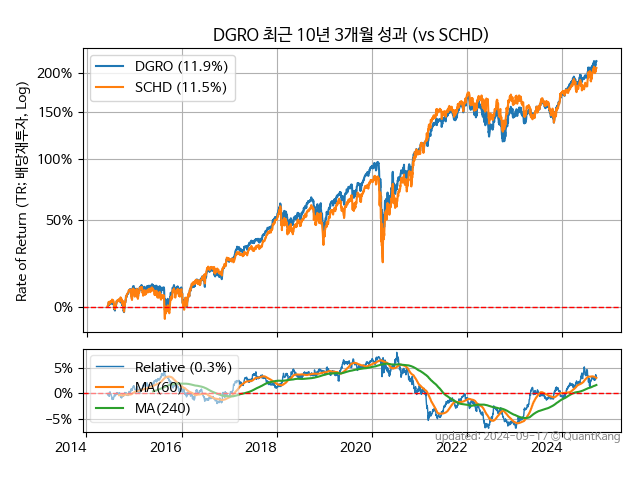 DGRO 최근 10년 3개월 성과 (vs SCHD)
Rate of Return (TR; 배당재투자, Log)
200%
150%
100%
50%
0%
DGRO (11.9%)
SCHD (11.5%)
5%
0%
−5%
Relative (0.3%)
MA(60)
MA(240)
2014 2016 2018 2020 2022 2024
updated: 2024-09-17 © QuantKang